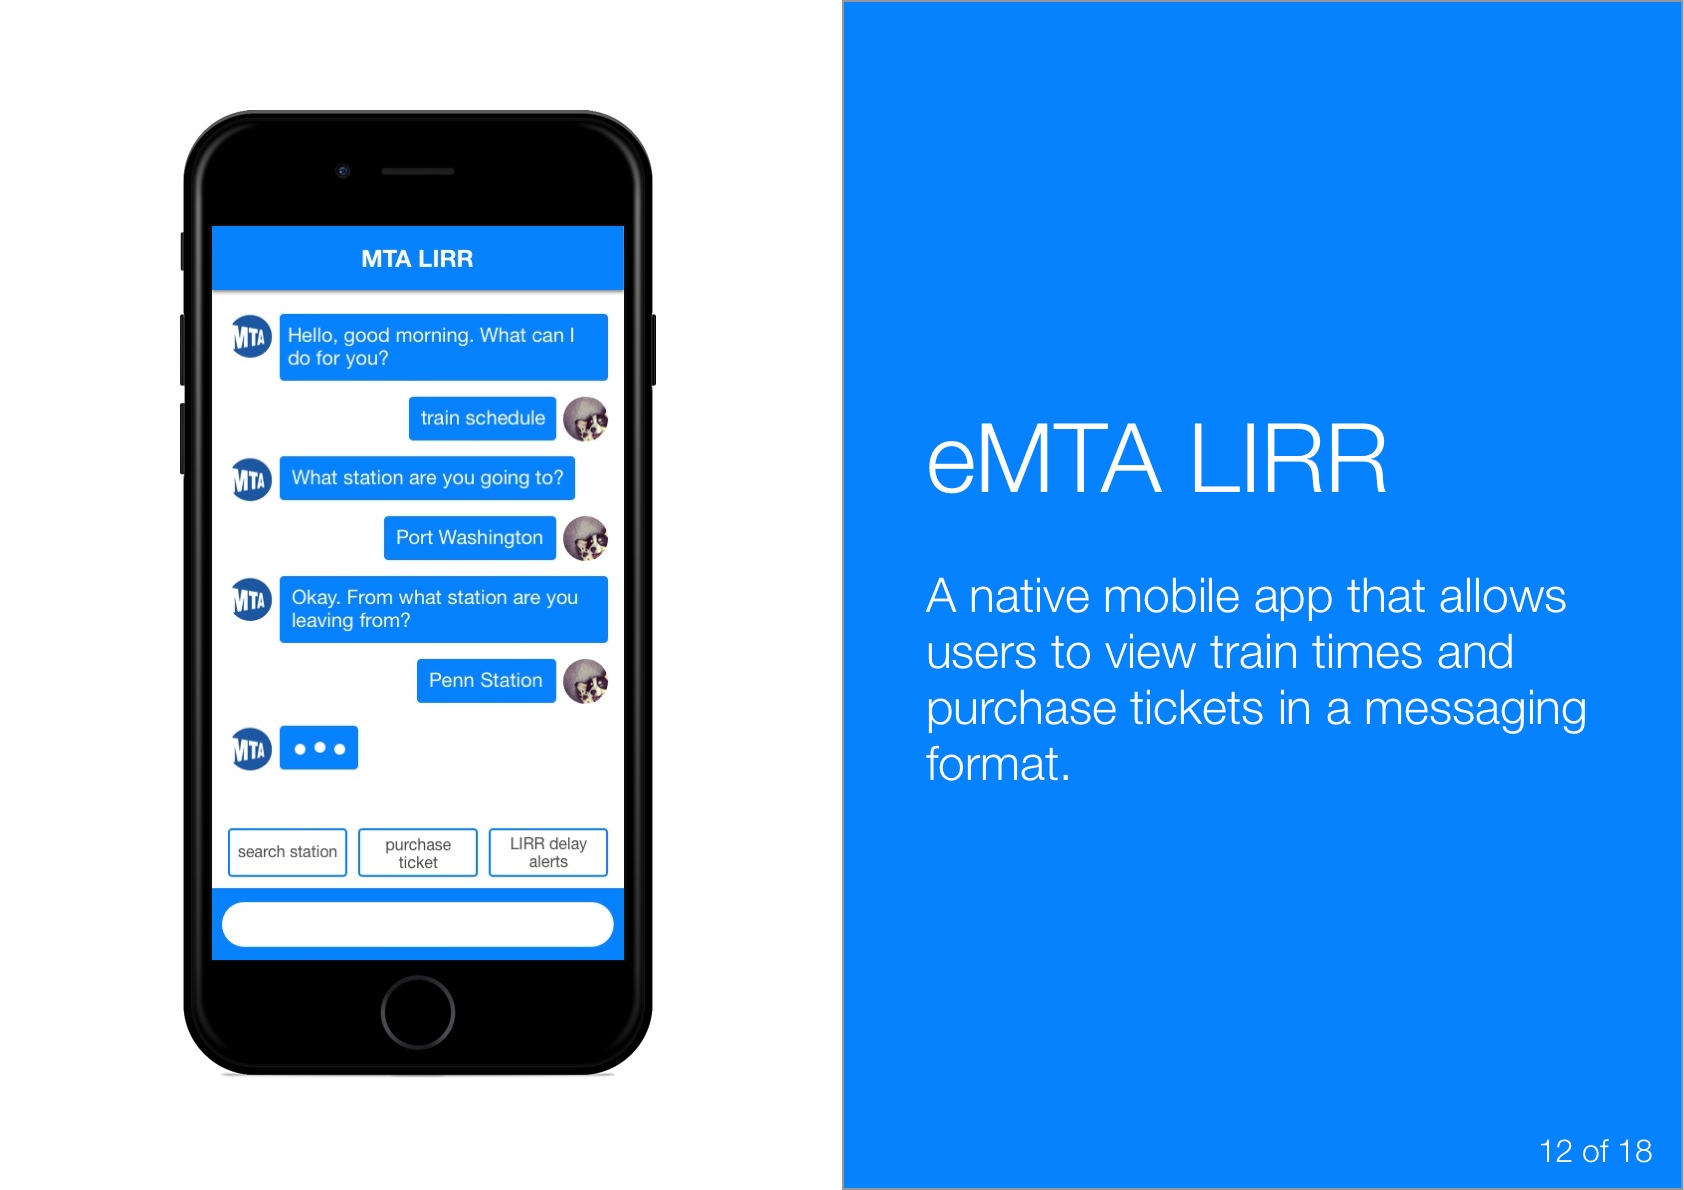 MTA LIRR
MTA
Hello, good morning. What can I
do for you?
train schedule
MTA
What station are you going to?
Port Washington
MTA
Okay. From what station are you
leaving from?
Penn Station
MTA
search station
purchase
ticket
LIRR delay
alerts
eMTA LIRR
A native mobile app that allows
users to view train times and
purchase tickets in a messaging
format.
12 of 18